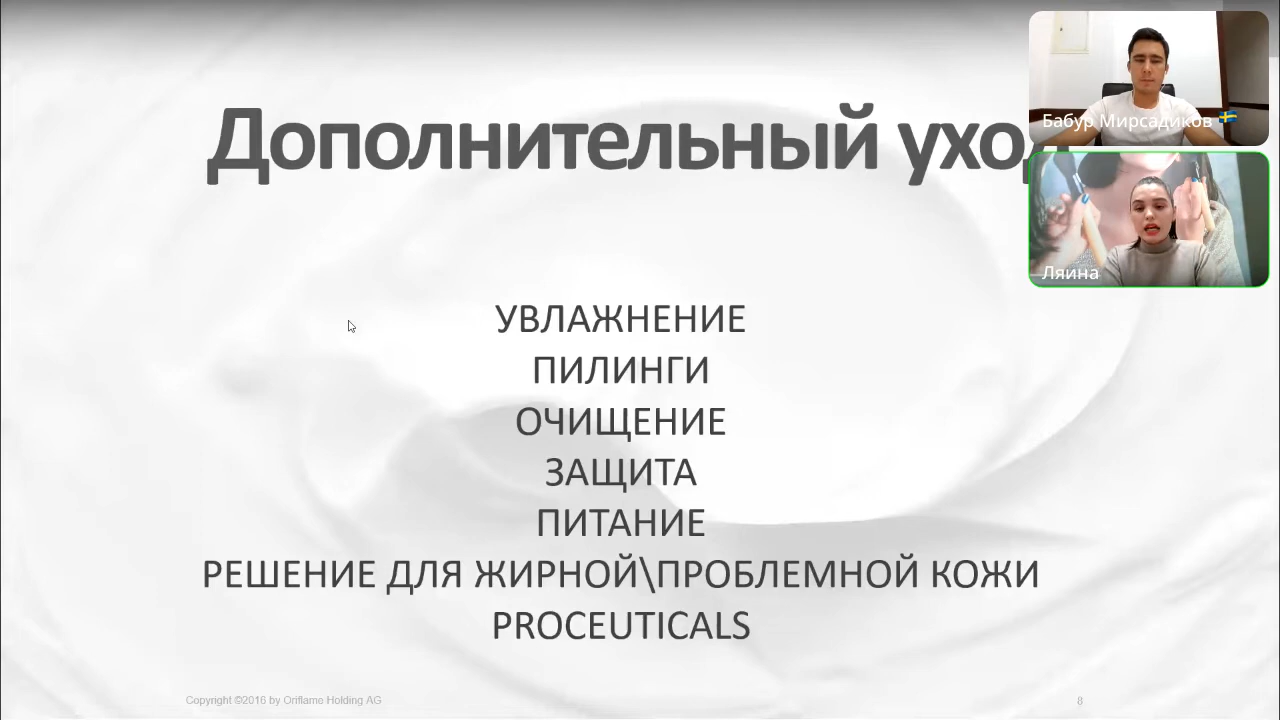 Дополнительный уход
Бабур Мирсадиков
Ляина
УВЛАЖНЕНИЕ
ПИЛИНГИ
ОЧИЩЕНИЕ
ЗАЩИТА
ПИТАНИЕ
РЕШЕНИЕ ДЛЯ ЖИРНОЙ\ПРОБЛЕМНОЙ КОЖИ
PROCEUTICALS
Copyright ©2016 by Oriflame Holding AG
8